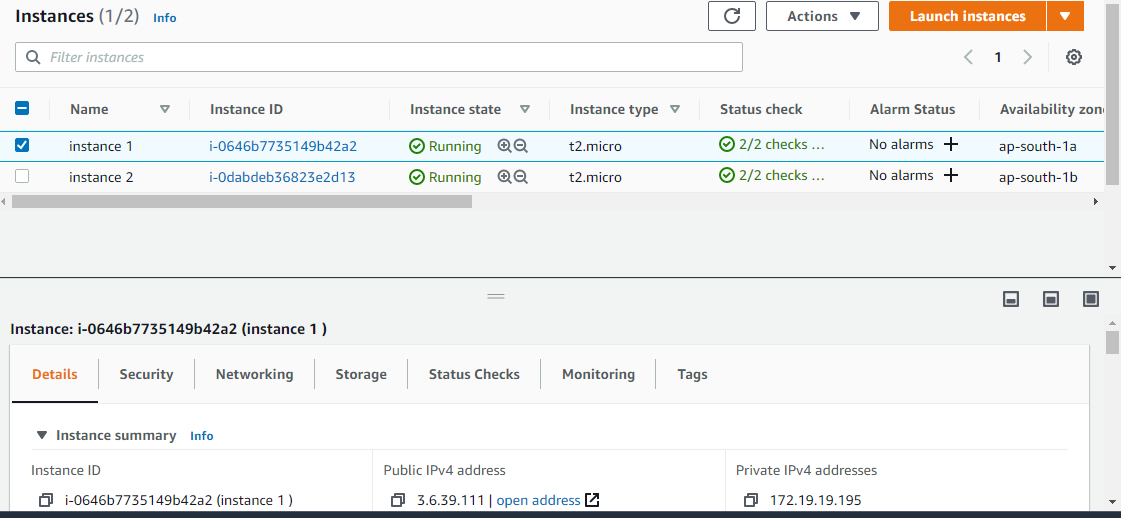 Instances (1/2) Info Actions Launch instances
Filter instances 1
Name Instance ID Instance state Instance type Status check Alarm Status Availability zone
instance 1 i-0646b7735149b42a2 Running t2.micro 2/2 checks ... No alarms ap-south-1a
instance 2 i-0dabdeb36823e2d13 Running t2.micro 2/2 checks ... No alarms ap-south-1b
Instance: i-0646b7735149b42a2 (instance 1 )
Details Security Networking Storage Status Checks Monitoring Tags
Instance summary Info
Instance ID Public IPv4 address Private IPv4 addresses
i-0646b7735149b42a2 (instance 1 ) 3.6.39.111 | open address 172.19.19.195